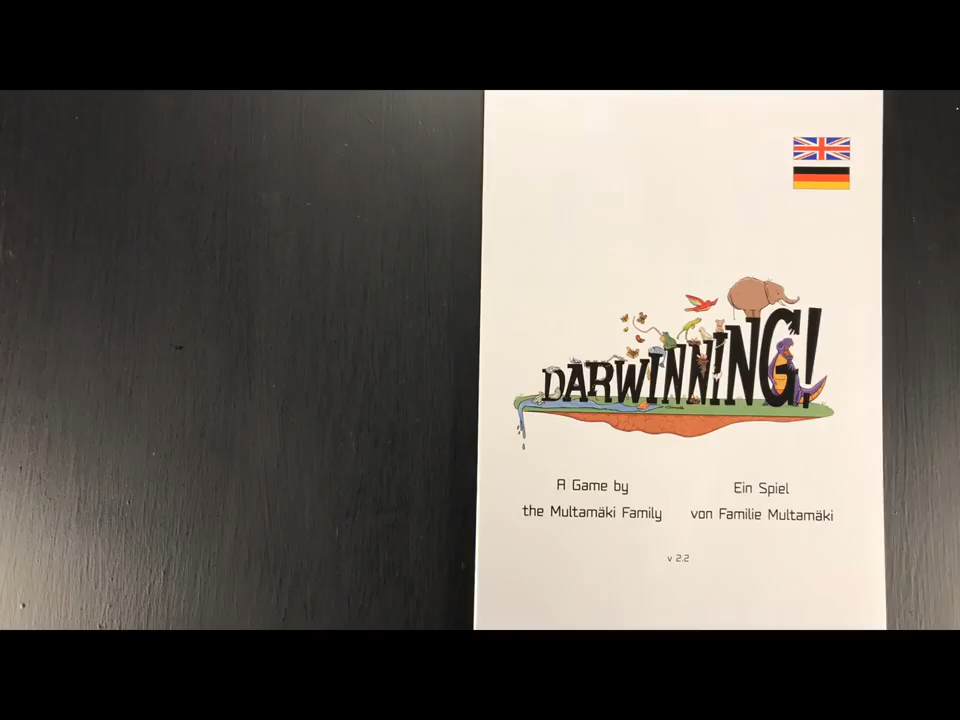 DARWINNING!
A Game by
the Multamäki Family
Ein Spiel
von Familie Multamäki
v 2.2